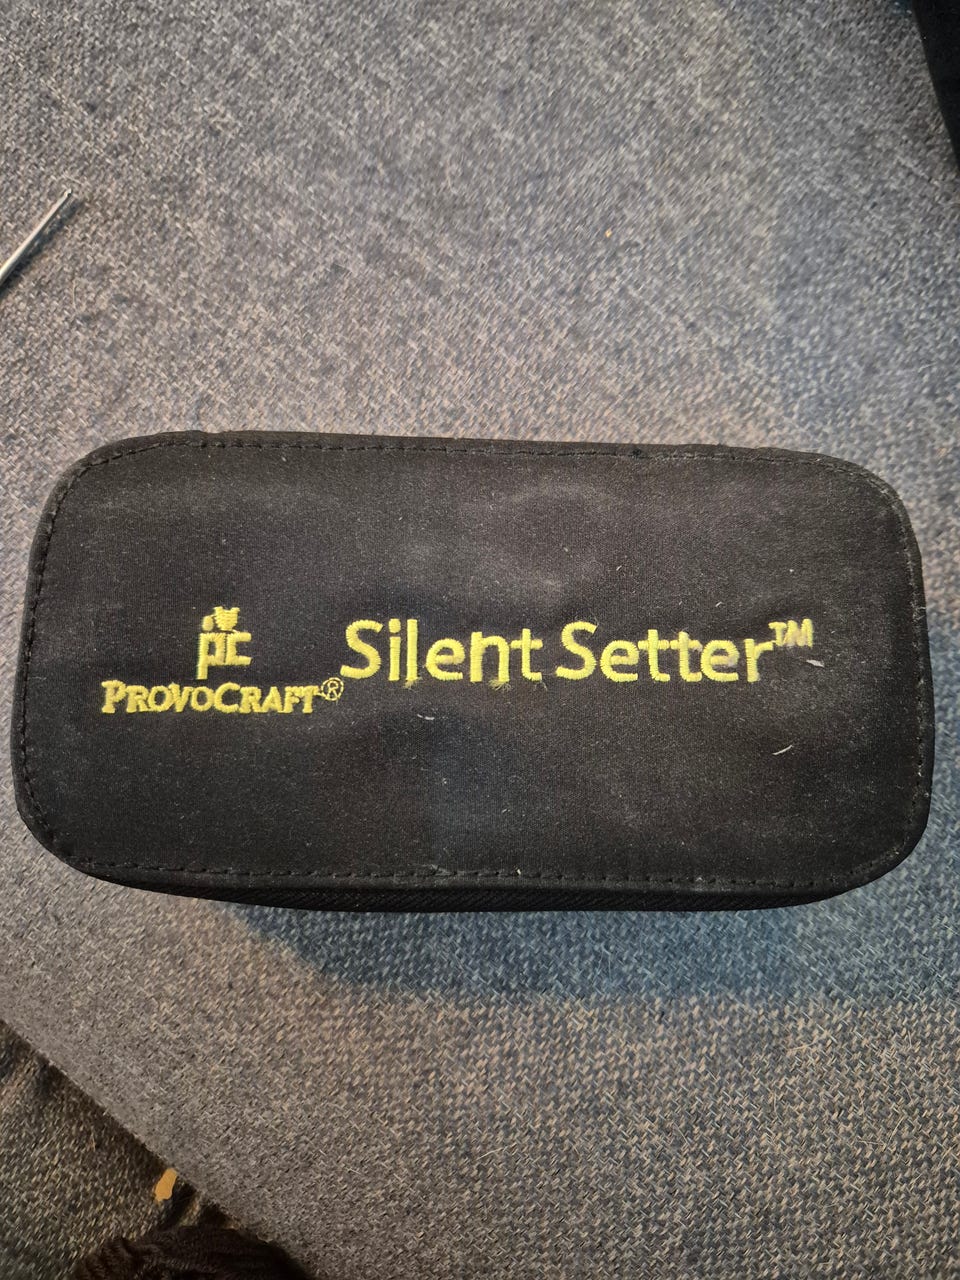 pc
PROVOCRAFT®
Silent Setter™